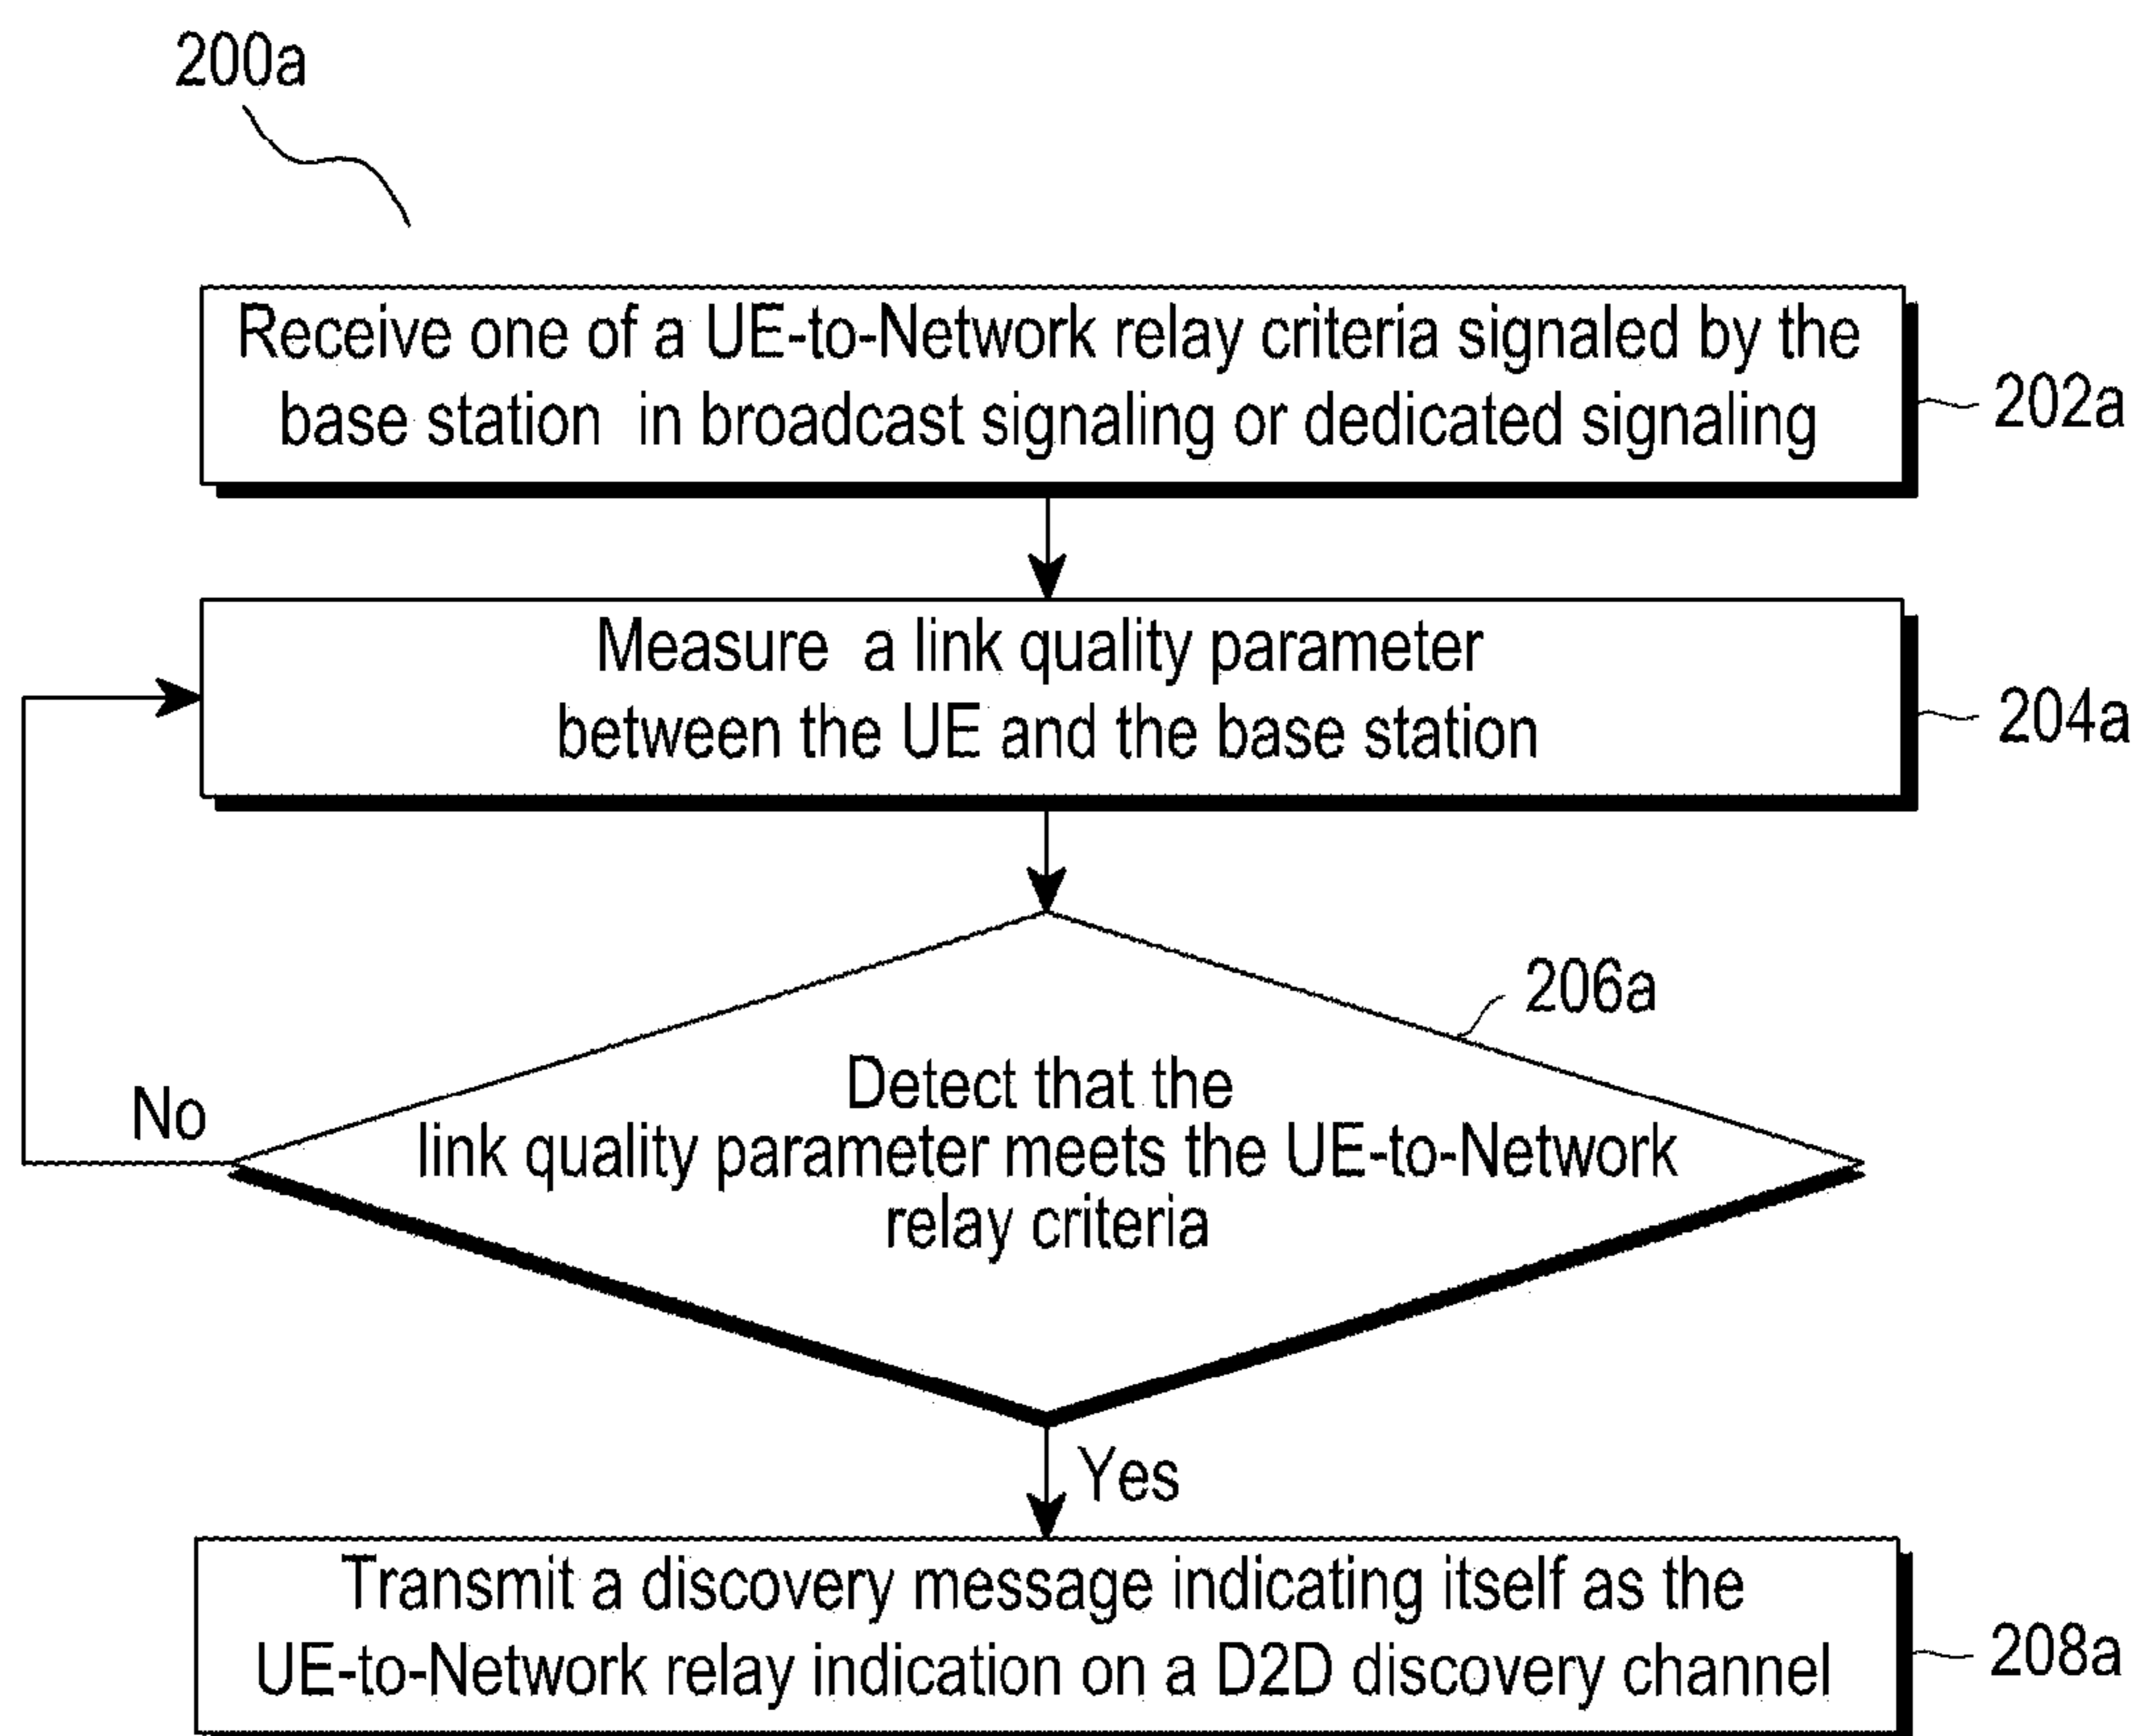 200a
Receive one of a UE-to-Network relay criteria signaled by the
base station in broadcast signaling or dedicated signaling
202a
Measure a link quality parameter
between the UE and the base station
204a
206a
Detect that the
link quality parameter meets the UE-to-Network
relay criteria
No
Yes
Transmit a discovery message indicating itself as the
UE-to-Network relay indication on a D2D discovery channel
208a